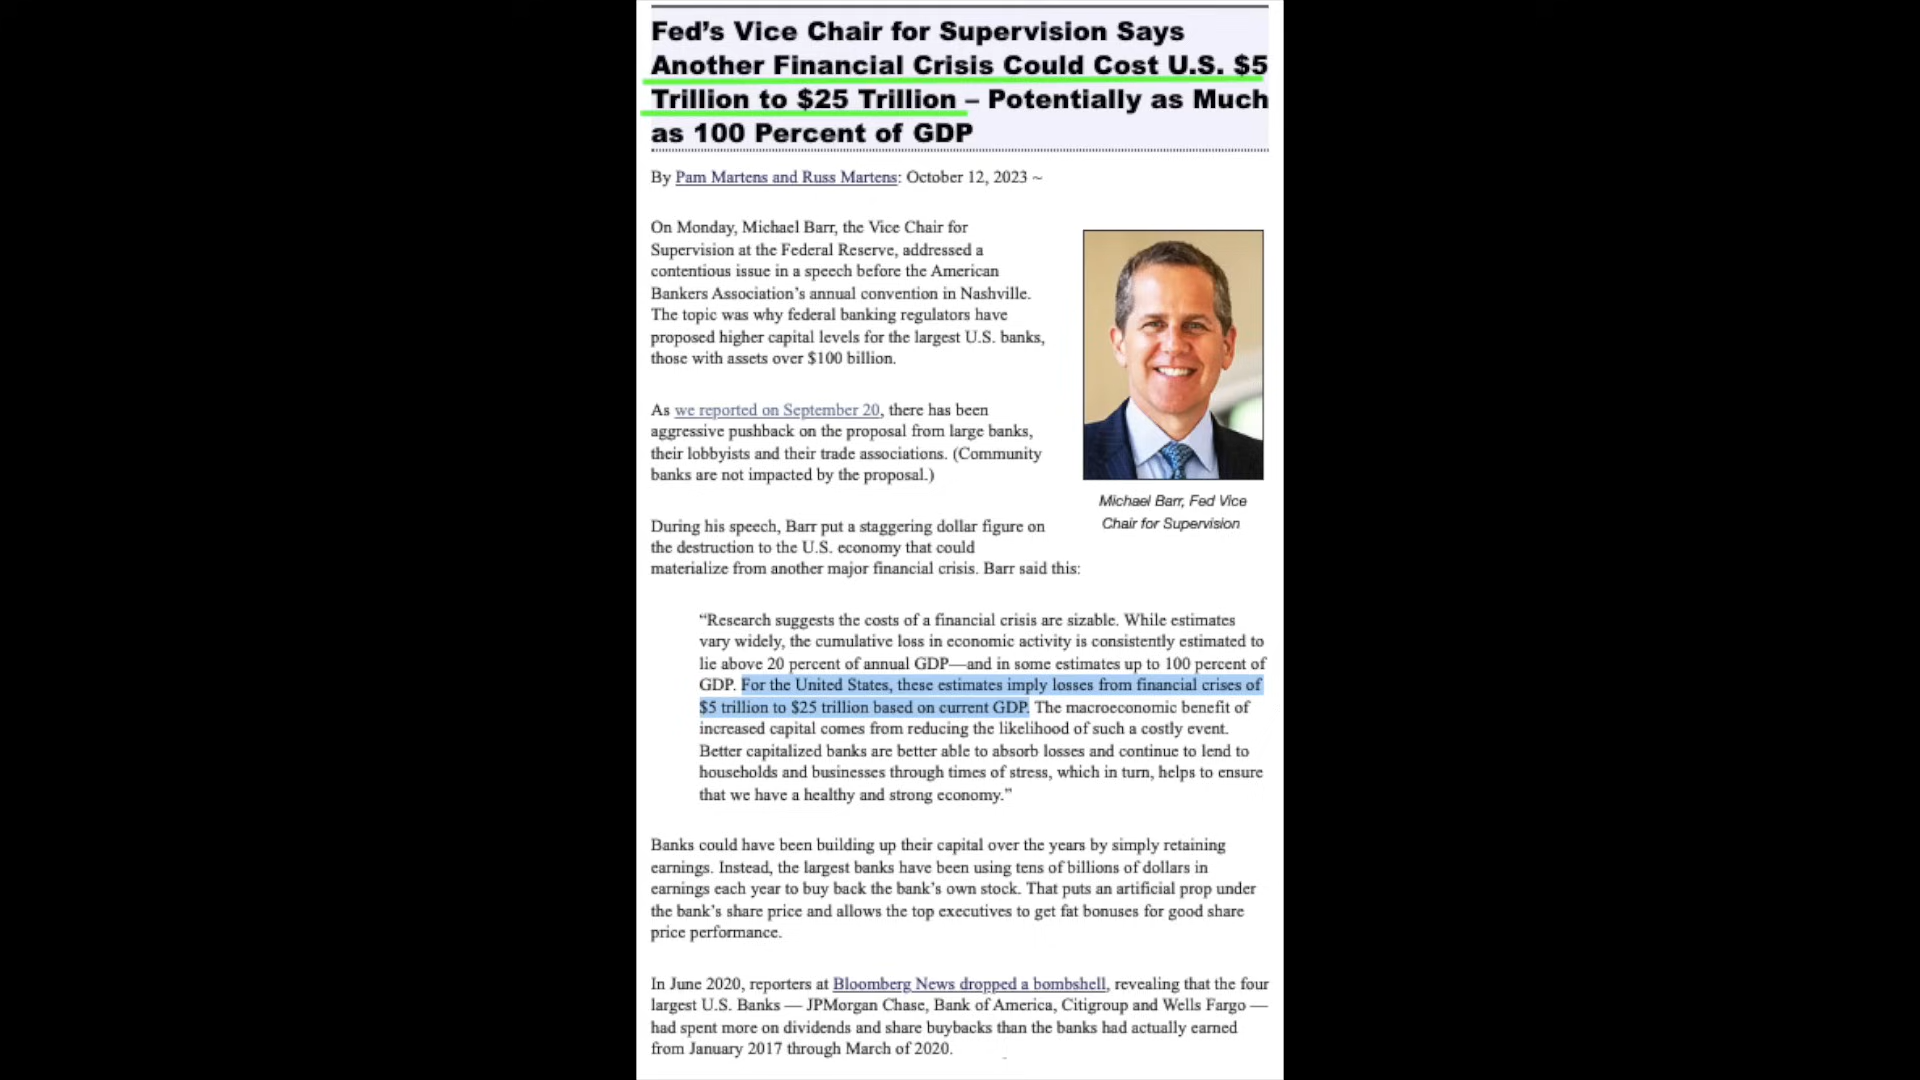 Fed’s Vice Chair for Supervision Says
Another Financial Crisis Could Cost U.S. $5
Trillion to $25 Trillion – Potentially as Much
as 100 Percent of GDP
By Pam Martens and Russ Martens: October 12, 2023 ~
On Monday, Michael Barr, the Vice Chair for
Supervision at the Federal Reserve, addressed a
contentious issue in a speech before the American
Bankers Association’s annual convention in Nashville.
The topic was why federal banking regulators have
proposed higher capital levels for the largest U.S. banks,
those with assets over $100 billion.
As we reported on September 20, there has been
aggressive pushback on the proposal from large banks,
their lobbyists and their trade associations. (Community
banks are not impacted by the proposal.)
Michael Barr, Fed Vice
Chair for Supervision
During his speech, Barr put a staggering dollar figure on
the destruction to the U.S. economy that could
materialize from another major financial crisis. Barr said this:
“Research suggests the costs of a financial crisis are sizable. While estimates
vary widely, the cumulative loss in economic activity is consistently estimated to
lie above 20 percent of annual GDP—and in some estimates up to 100 percent of
GDP. For the United States, these estimates imply losses from financial crises of
$5 trillion to $25 trillion based on current GDP. The macroeconomic benefit of
increased capital comes from reducing the likelihood of such a costly event.
Better capitalized banks are better able to absorb losses and continue to lend to
households and businesses through times of stress, which in turn, helps to ensure
that we have a healthy and strong economy.”
Banks could have been building up their capital over the years by simply retaining
earnings. Instead, the largest banks have been using tens of billions of dollars in
earnings each year to buy back the bank’s own stock. That puts an artificial prop under
the bank’s share price and allows the top executives to get fat bonuses for good share
price performance.
In June 2020, reporters at Bloomberg News dropped a bombshell, revealing that the four
largest U.S. Banks — JPMorgan Chase, Bank of America, Citigroup and Wells Fargo —
had spent more on dividends and share buybacks than the banks had actually earned
from January 2017 through March of 2020.